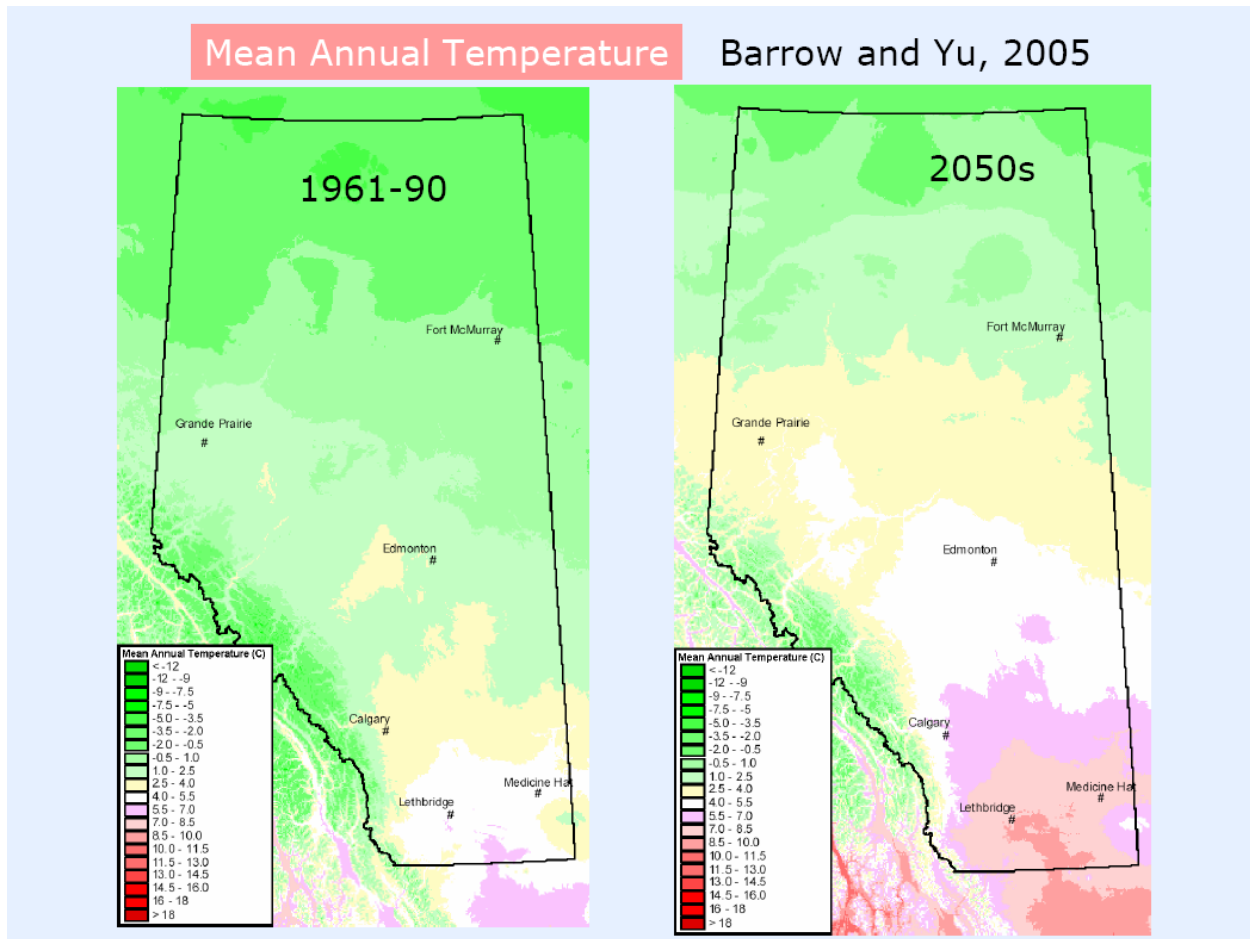 Mean Annual Temperature Barrow and Yu, 2005
1961-90
Fort McMurray
#
Grande Prairie
#
Edmonton
#
Calgary
#
Medicine Hat
#
Lethbridge
#
Mean Annual Temperature (C)
< -12
-12 - -9
-9 - -7.5
-7.5 - -5
-5.0 - -3.5
-3.5 - -2.0
-2.0 - -0.5
-0.5 - 1.0
1.0 - 2.5
2.5 - 4.0
4.0 - 5.5
5.5 - 7.0
7.0 - 8.5
8.5 - 10.0
10.0 - 11.5
11.5 - 13.0
13.0 - 14.5
14.5 - 16.0
16 - 18
> 18
2050s
Fort McMurray
#
Grande Prairie
#
Edmonton
#
Calgary
#
Medicine Hat
#
Lethbridge
#
Mean Annual Temperature (C)
< -12
-12 - -9
-9 - -7.5
-7.5 - -5
-5.0 - -3.5
-3.5 - -2.0
-2.0 - -0.5
-0.5 - 1.0
1.0 - 2.5
2.5 - 4.0
4.0 - 5.5
5.5 - 7.0
7.0 - 8.5
8.5 - 10.0
10.0 - 11.5
11.5 - 13.0
13.0 - 14.5
14.5 - 16.0
16 - 18
> 18